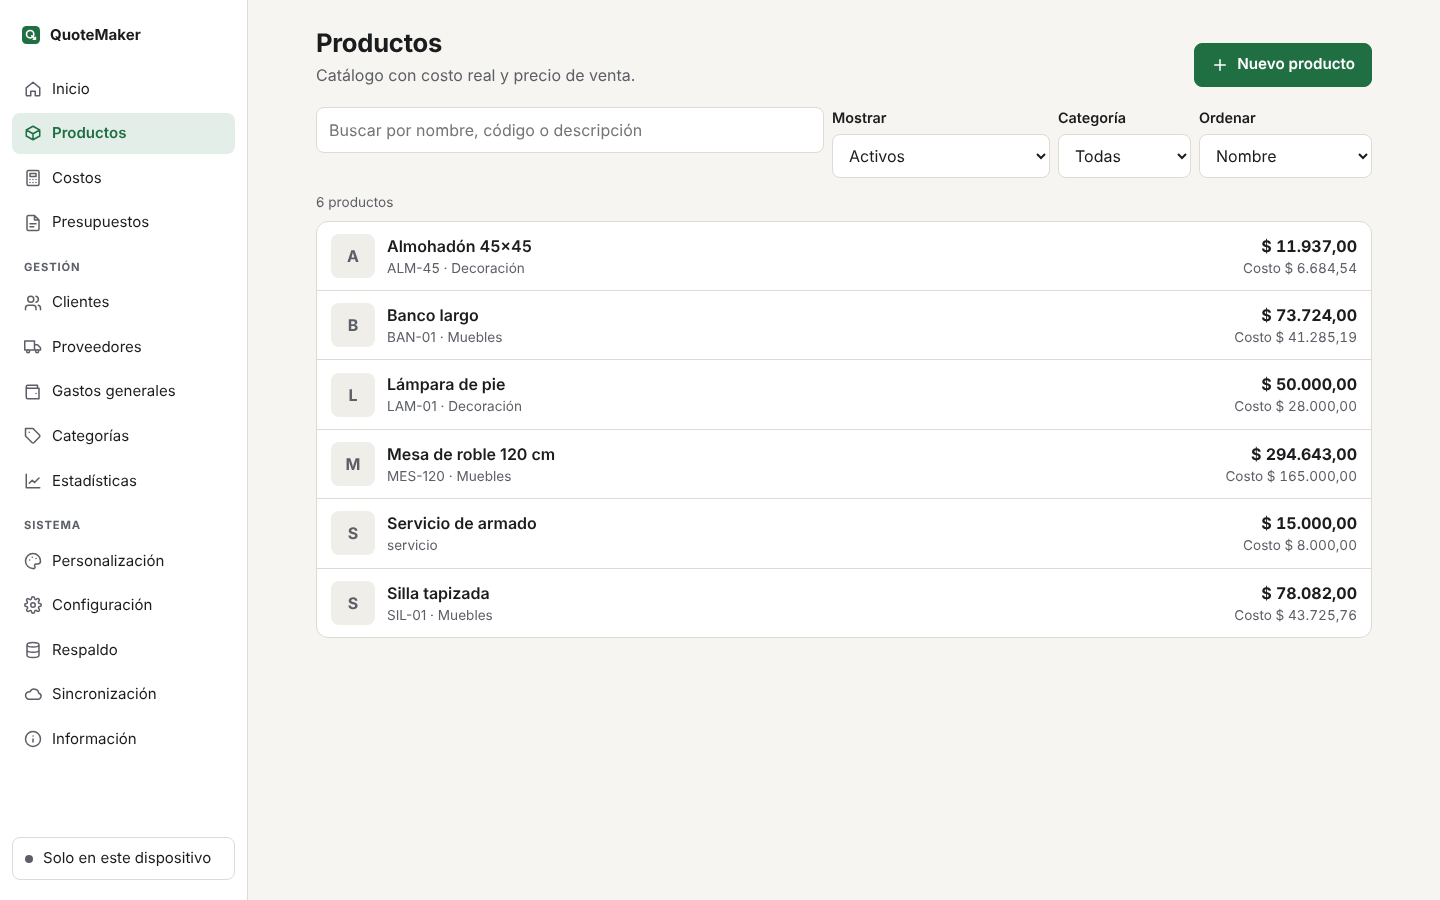 QuoteMaker
Inicio
Productos
Costos
Presupuestos
GESTIÓN
Clientes
Proveedores
Gastos generales
Categorías
Estadísticas
SISTEMA
Personalización
Configuración
Respaldo
Sincronización
Información
Solo en este dispositivo
Productos
Catálogo con costo real y precio de venta.
Nuevo producto
Buscar por nombre, código o descripción
Mostrar
Activos
Categoría
Todas
Ordenar
Nombre
6 productos
A
Almohadón 45×45
ALM-45 · Decoración
$ 11.937,00
Costo $ 6.684,54
B
Banco largo
BAN-01 · Muebles
$ 73.724,00
Costo $ 41.285,19
L
Lámpara de pie
LAM-01 · Decoración
$ 50.000,00
Costo $ 28.000,00
M
Mesa de roble 120 cm
MES-120 · Muebles
$ 294.643,00
Costo $ 165.000,00
S
Servicio de armado
servicio
$ 15.000,00
Costo $ 8.000,00
S
Silla tapizada
SIL-01 · Muebles
$ 78.082,00
Costo $ 43.725,76